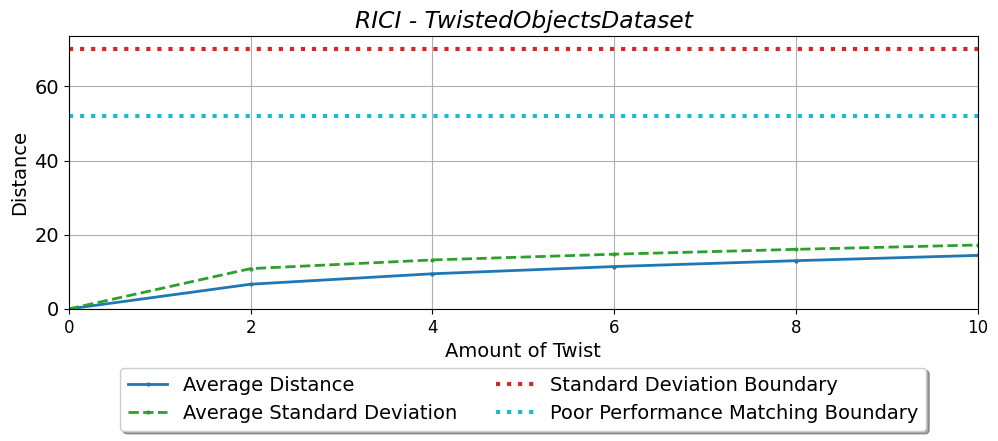 RICI - TwistedObjectsDataset
60
40
20
0
Distance
0 2 4 6 8 10
Amount of Twist
Average Distance
Average Standard Deviation
Standard Deviation Boundary
Poor Performance Matching Boundary